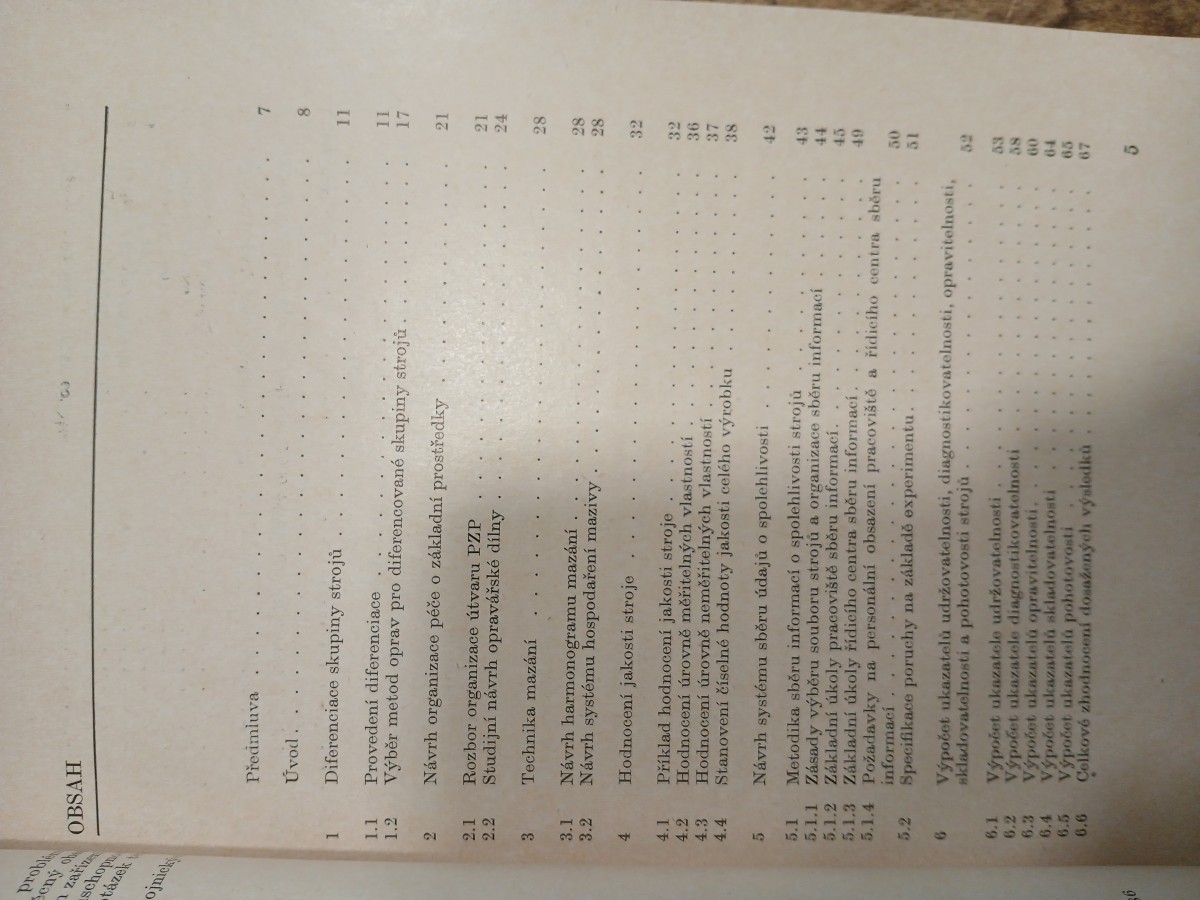 OBSAH
Předmluva . . . . . . . . . . . . . . . . . . . . 7
Úvod . . . . . . . . . . . . . . . . . . . . 8
1 Diferenciace skupiny strojů . . . . . . . . . . . . . . . 11
1.1 Provedení diferenciace . . . . . . . . . . . . . . . 11
1.2 Výběr metod oprav pro diferencované skupiny strojů . . . . . . . . 17
2 Návrh organizace péče o základní prostředky . . . . . . . . . . 21
2.1 Rozbor organizace útvaru PZP . . . . . . . . . . . . . 21
2.2 Studijní návrh opravářské dílny . . . . . . . . . . . . . 24
3 Technika mazání . . . . . . . . . . . . . . . . 28
3.1 Návrh harmonogramu mazání . . . . . . . . . . . . . 28
3.2 Návrh systému hospodaření mazivy . . . . . . . . . . . . 28
4 Hodnocení jakosti stroje . . . . . . . . . . . . . . 32
4.1 Příklad hodnocení jakosti stroje . . . . . . . . . . . . . 32
4.2 Hodnocení úrovně měřitelných vlastností . . . . . . . . . . 36
4.3 Hodnocení úrovně neměřitelných vlastností . . . . . . . . . . 37
4.4 Stanovení číselné hodnoty jakosti celého výrobku . . . . . . . . 38
5 Návrh systému sběru údajů o spolehlivosti . . . . . . . . . . 42
5.1 Metodika sběru informací o spolehlivosti strojů . . . . . . . . . 43
5.1.1 Zásady výběru souboru strojů a organizace sběru informací . . . . . 44
5.1.2 Základní úkoly pracoviště sběru informací . . . . . . . . . . 45
5.1.3 Základní úkoly řídicího centra sběru informací . . . . . . . . . 49
5.1.4 Požadavky na personální obsazení pracoviště a řídicího centra sběru
informací . . . . . . . . . . . . . . . . . . 50
5.2 Specifikace poruchy na základě experimentu . . . . . . . . . . 51
6 Výpočet ukazatelů udržovatelnosti, diagnostikovatelnosti, opravitelnosti,
skladovatelnosti a pohotovosti strojů . . . . . . . . . . . . 52
6.1 Výpočet ukazatele udržovatelnosti . . . . . . . . . . . . . 53
6.2 Výpočet ukazatele diagnostikovatelnosti . . . . . . . . . . . 58
6.3 Výpočet ukazatelů opravitelnosti . . . . . . . . . . . . . 60
6.4 Výpočet ukazatelů skladovatelnosti . . . . . . . . . . . . 64
6.5 Výpočet ukazatelů pohotovosti . . . . . . . . . . . . . 65
6.6 Celkové zhodnocení dosažených výsledků . . . . . . . . . . 67
5